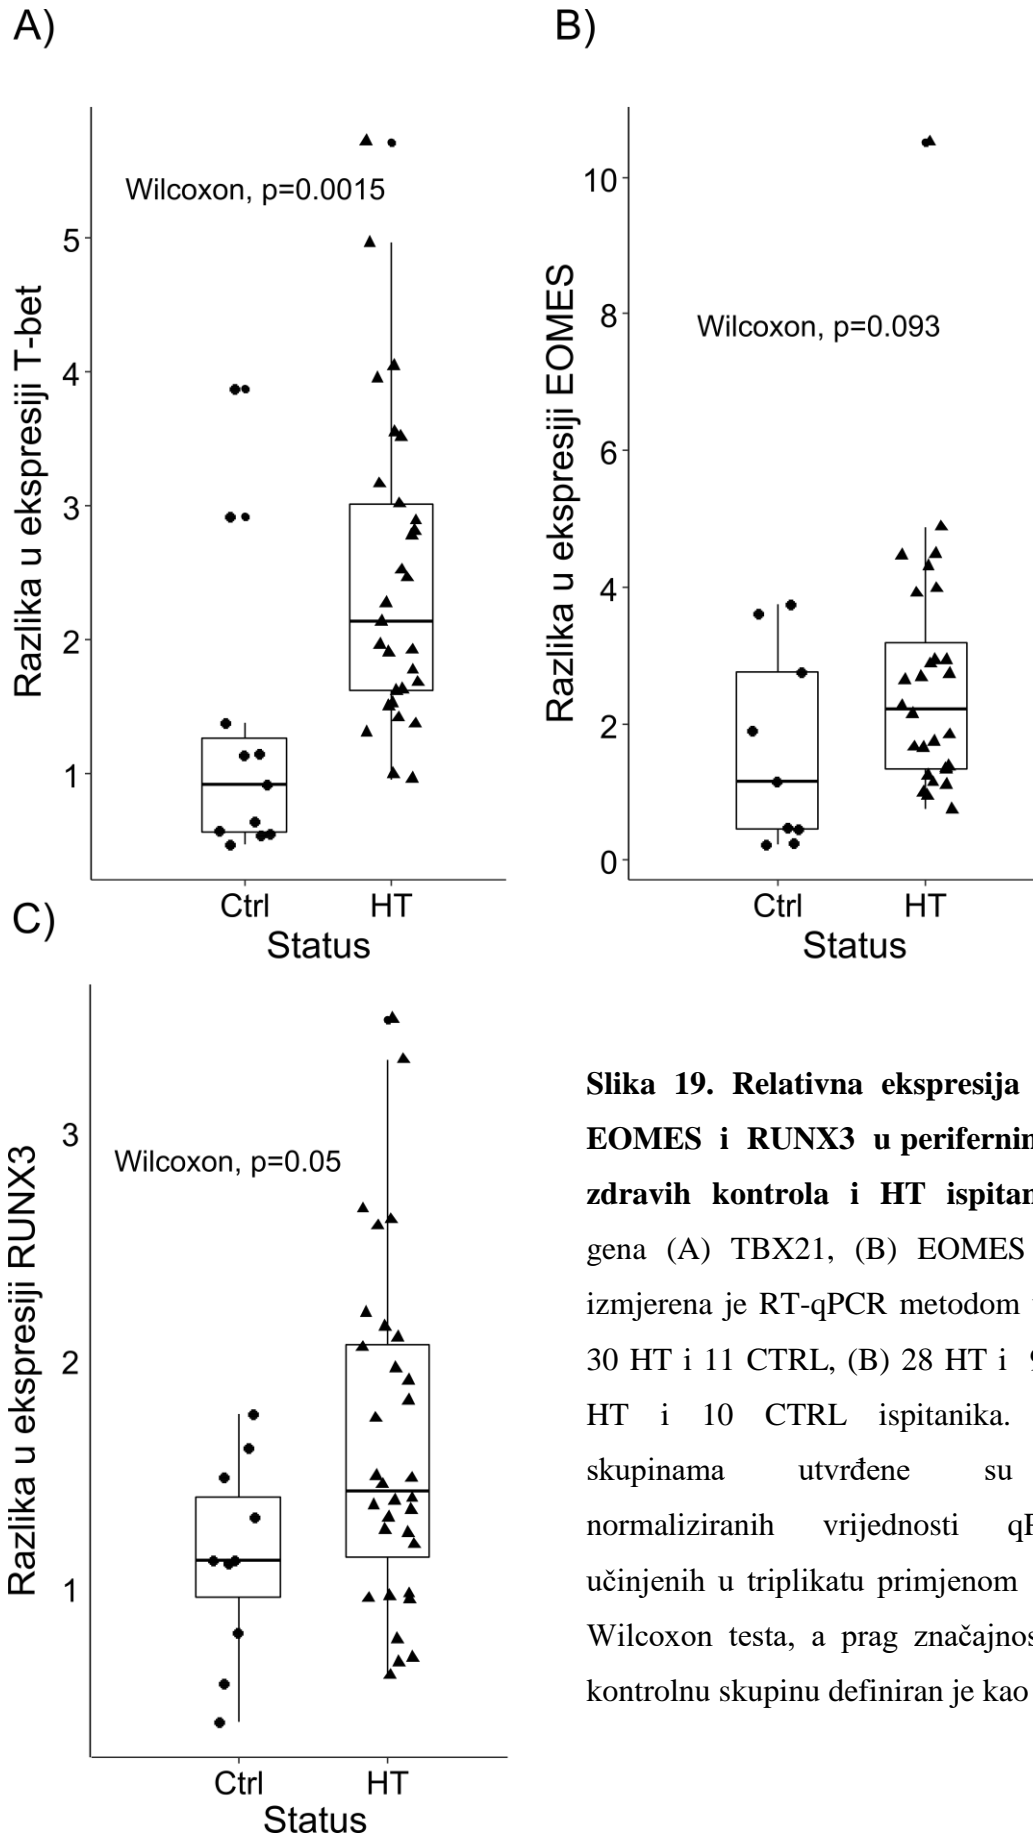 A)
Wilcoxon, p=0.0015
Razlika u ekspresiji T-bet
5
4
3
2
1
Ctrl HT
Status
B)
Wilcoxon, p=0.093
Razlika u ekspresiji EOMES
10
8
6
4
2
0
Ctrl HT
Status
C)
Wilcoxon, p=0.05
Razlika u ekspresiji RUNX3
3
2
1
Ctrl HT
Status
Slika 19. Relativna ekspresija
EOMES i RUNX3 u
zdravih kontrola i HT
gena (A) TBX21, (B) EOMES
izmjerena je RT-qPCR metodom
30 HT i 11 CTRL, (B) 28 HT i 9
HT i 10 CTRL ispitanika.
skupinama utvrđene su
normaliziranih vrijednosti
učinjenih u triplikatu primjenom
Wilcoxon testa, a prag
kontrolnu skupinu definiran je kao